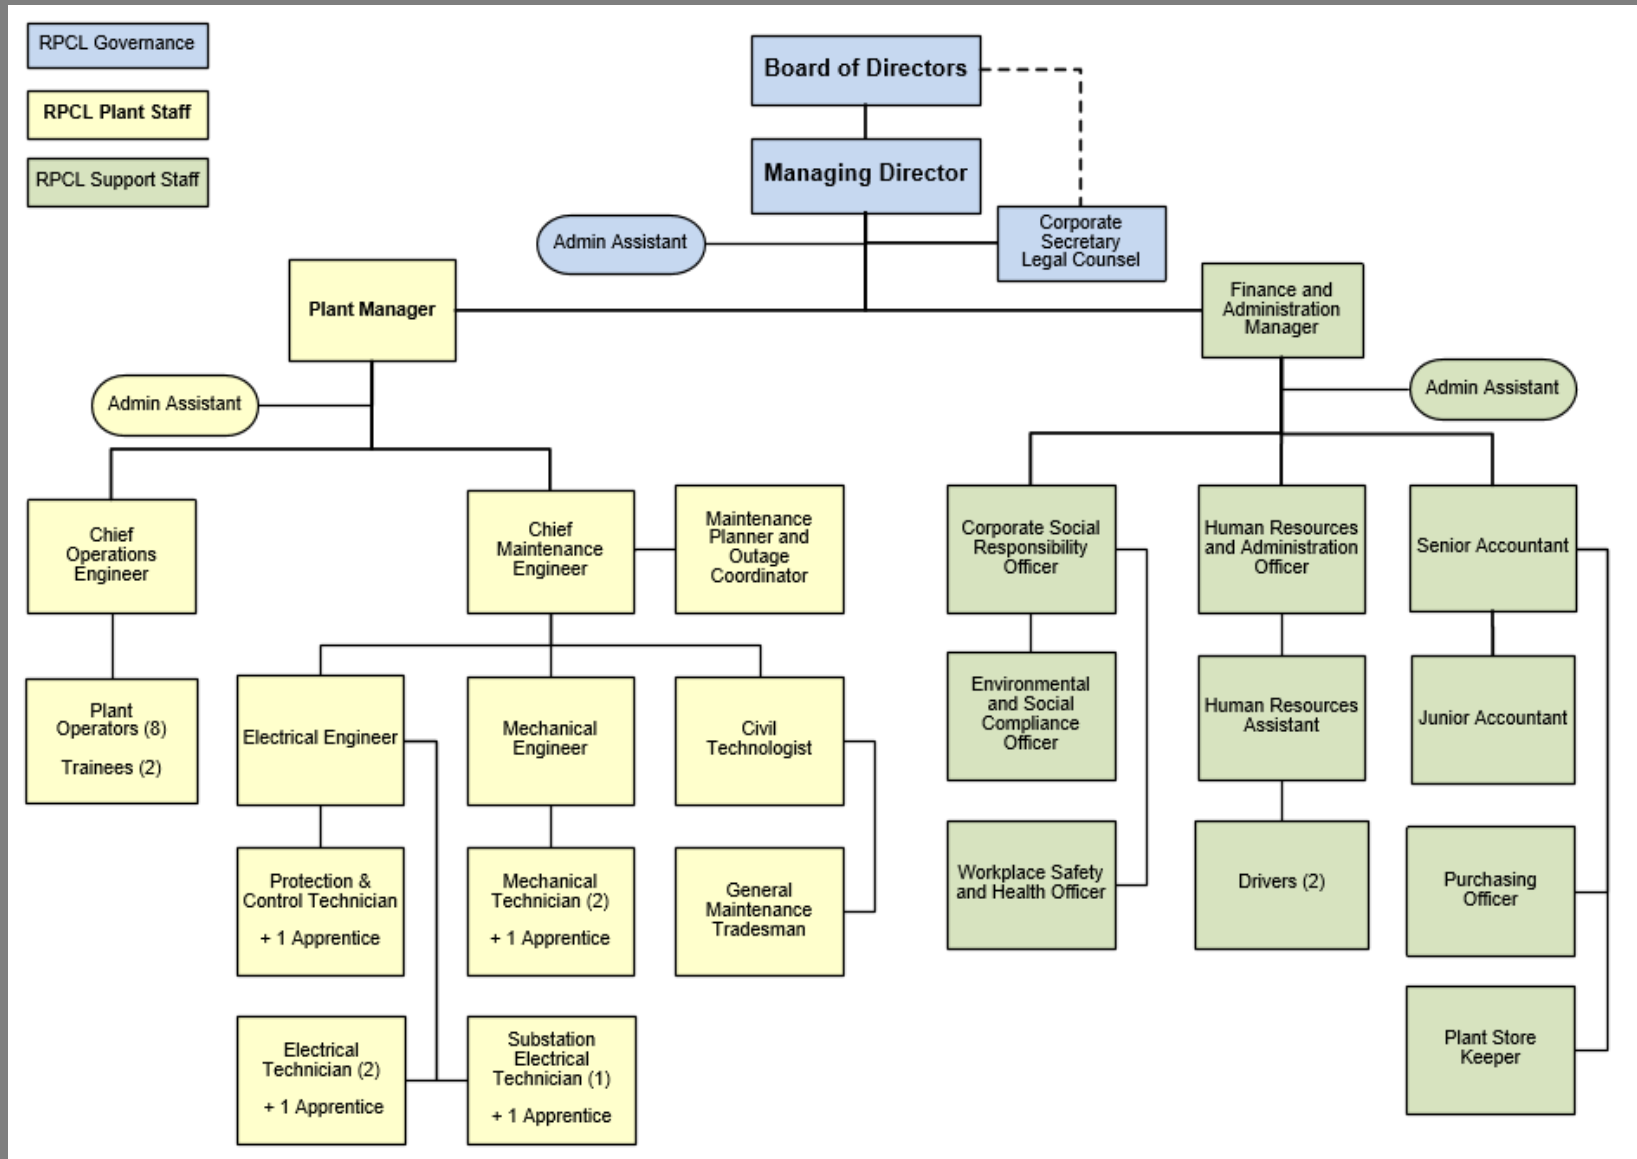 RPCL Governance
RPCL Plant Staff
RPCL Support Staff
Board of Directors
Managing Director
Admin Assistant
Corporate
Secretary
Legal Counsel
Plant Manager
Finance and
Administration
Manager
Admin Assistant
Admin Assistant
Chief
Operations
Engineer
Chief
Maintenance
Engineer
Maintenance
Planner and
Outage
Coordinator
Corporate Social
Responsibility
Officer
Human Resources
and Administration
Officer
Senior Accountant
Plant
Operators (8)
Trainees (2)
Electrical Engineer
Mechanical
Engineer
Civil
Technologist
Environmental
and Social
Compliance
Officer
Human Resources
Assistant
Junior Accountant
Protection &
Control Technician
+ 1 Apprentice
Mechanical
Technician (2)
+ 1 Apprentice
General
Maintenance
Tradesman
Workplace Safety
and Health Officer
Drivers (2)
Purchasing
Officer
Electrical
Technician (2)
+ 1 Apprentice
Substation
Electrical
Technician (1)
+ 1 Apprentice
Plant Store
Keeper